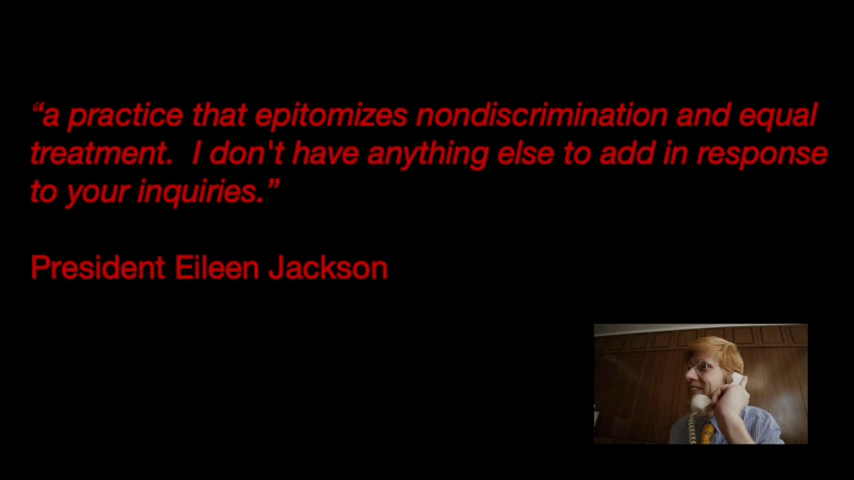 “a practice that epitomizes nondiscrimination and equal
treatment.  I don't have anything else to add in response
to your inquiries.”
President Eileen Jackson